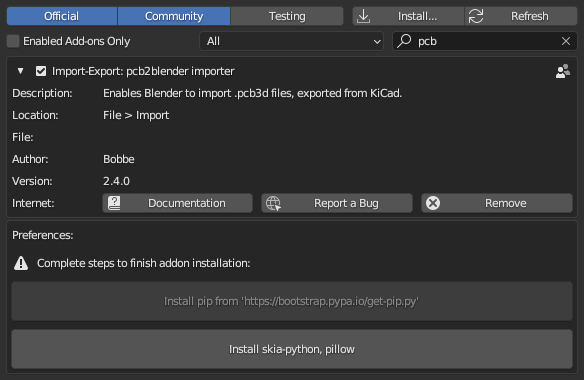 Official Community Testing Install... Refresh
Enabled Add-ons Only All pcb
Import-Export: pcb2blender importer
Description: Enables Blender to import .pcb3d files, exported from KiCad.
Location: File > Import
File:
Author: Bobbe
Version: 2.4.0
Internet: Documentation Report a Bug Remove
Preferences:
Complete steps to finish addon installation:
Install pip from 'https://bootstrap.pypa.io/get-pip.py'
Install skia-python, pillow